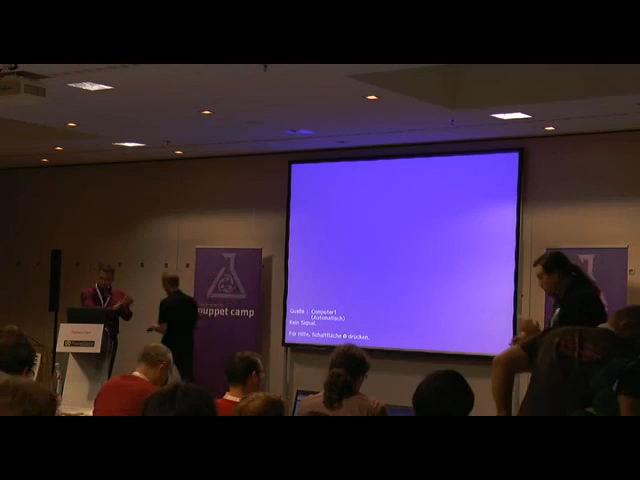 puppet camp
Quelle : Computer1
(Automatisch)
Kein Signal.
Für Hilfe, Schaltfläche drücken.